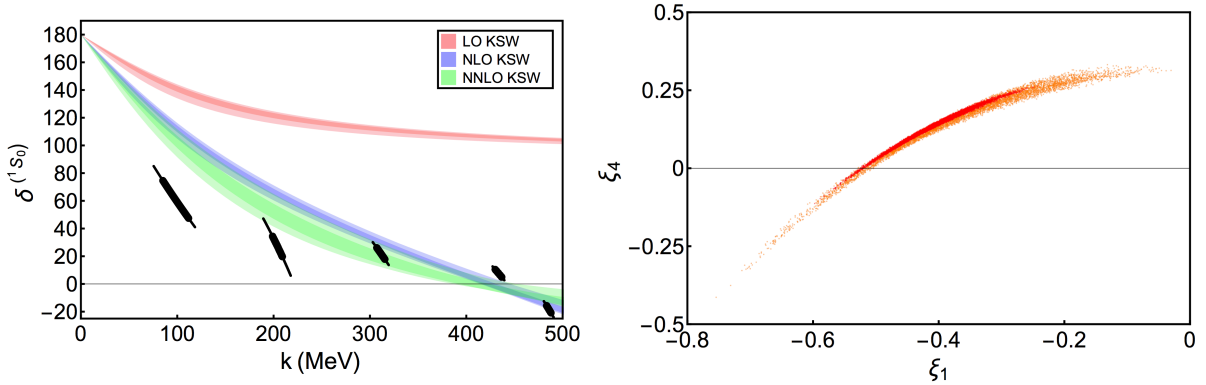 180
160
140
120
100
80
60
40
20
0
−20
δ (¹S₀)
0 100 200 300 400 500
k (MeV)
LO KSW
NLO KSW
NNLO KSW
0.5
0.25
0
−0.25
−0.5
ξ₄
−0.8 −0.6 −0.4 −0.2 0
ξ₁